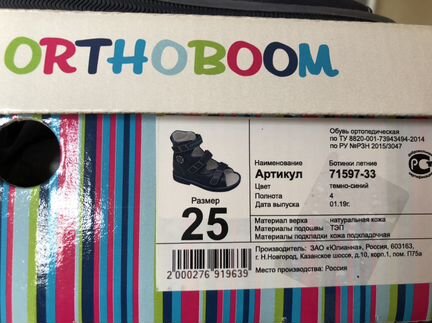 ORTHOBOOM
Обувь ортопедическая
по ТУ 8820-001-73943494-2014
по РУ №РЗН 2015/3047
Наименование Ботинки летние
Артикул 71597-33
Цвет темно-синий
Полнота 4
Дата выпуска 01.19г.
Размер
25
Материал верха натуральная кожа
Материал подошвы ТЭП
Материал подкладки кожа подкладочная
Производитель: ЗАО «Юлианна», Россия, 603163,
г. Н.Новгород, Казанское шоссе, д.10, корп.1, пом. П75а
Место производства: Россия
2 000276 919639